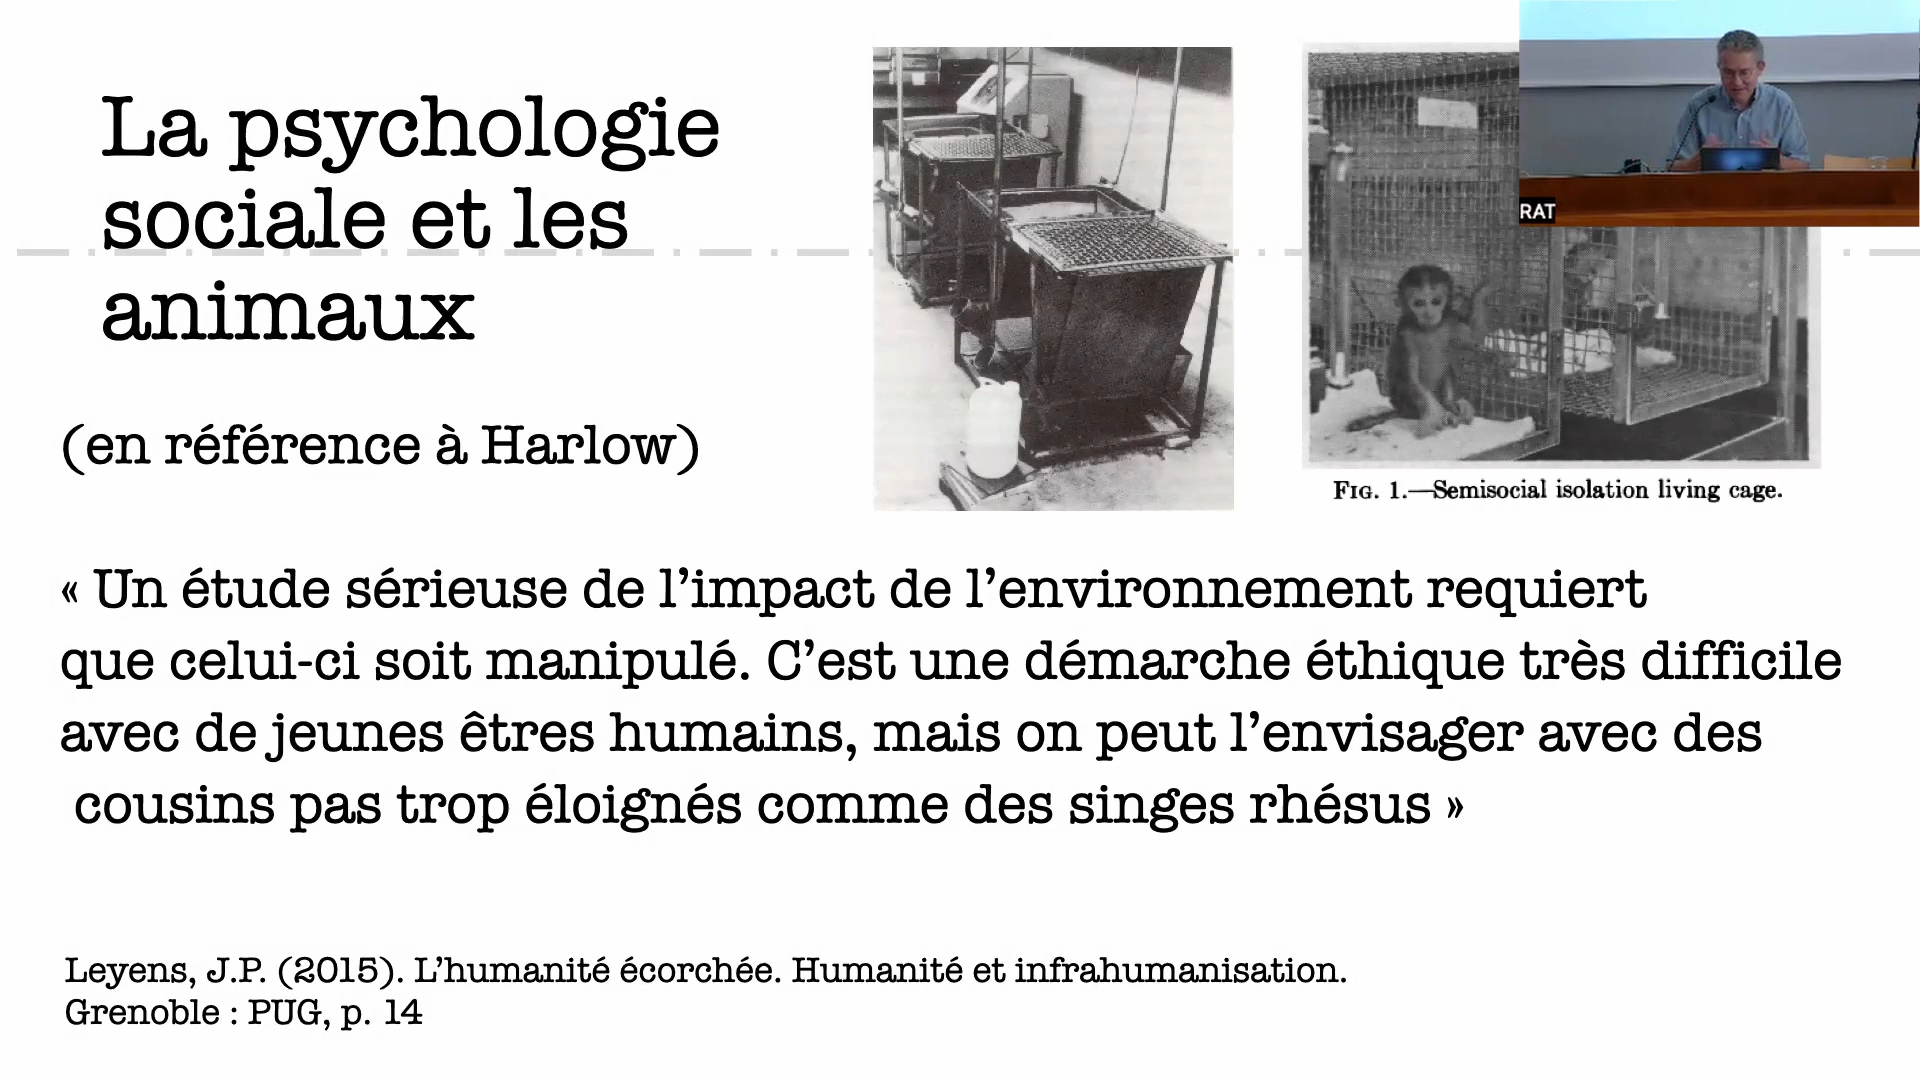 La psychologie
sociale et les
animaux
RAT
(en référence à Harlow)
FIG. 1.—Semisocial isolation living cage.
« Un étude sérieuse de l’impact de l’environnement requiert
que celui-ci soit manipulé. C’est une démarche éthique très difficile
avec de jeunes êtres humains, mais on peut l’envisager avec des
cousins pas trop éloignés comme des singes rhésus »
Leyens, J.P. (2015). L’humanité écorchée. Humanité et infrahumanisation.
Grenoble : PUG, p. 14